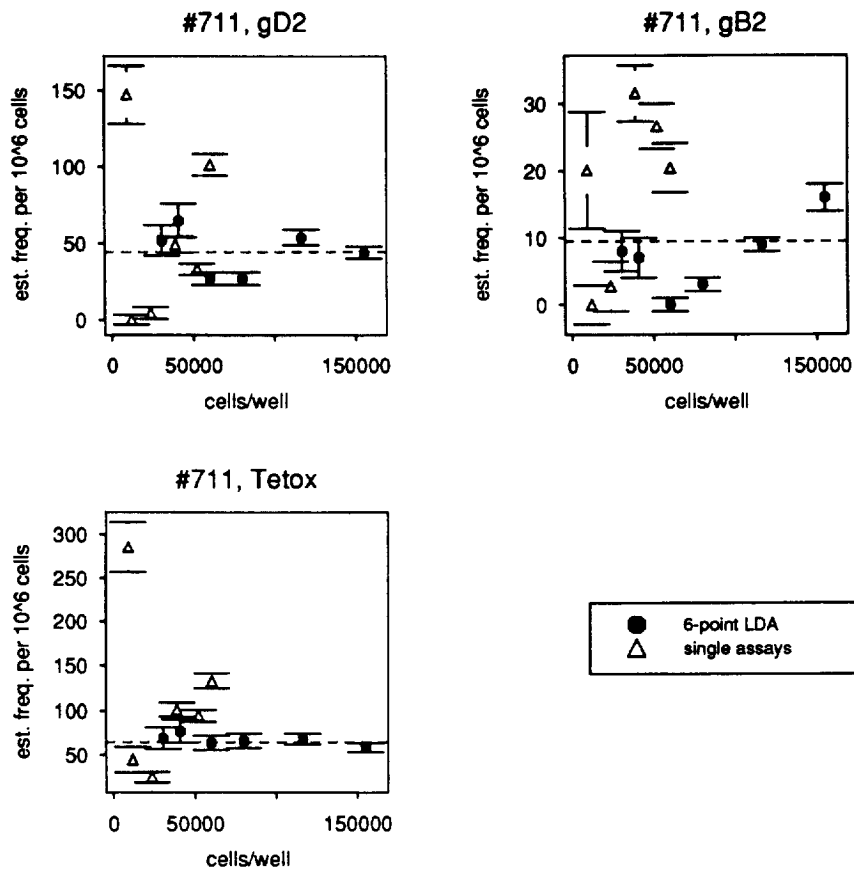 #711, gD2
est. freq. per 10^6 cells
150
100
50
0
0
50000
150000
cells/well
#711, gB2
est. freq. per 10^6 cells
30
20
10
0
0
50000
150000
cells/well
#711, Tetox
est. freq. per 10^6 cells
300
250
200
150
100
50
0
50000
150000
cells/well
6-point LDA
single assays